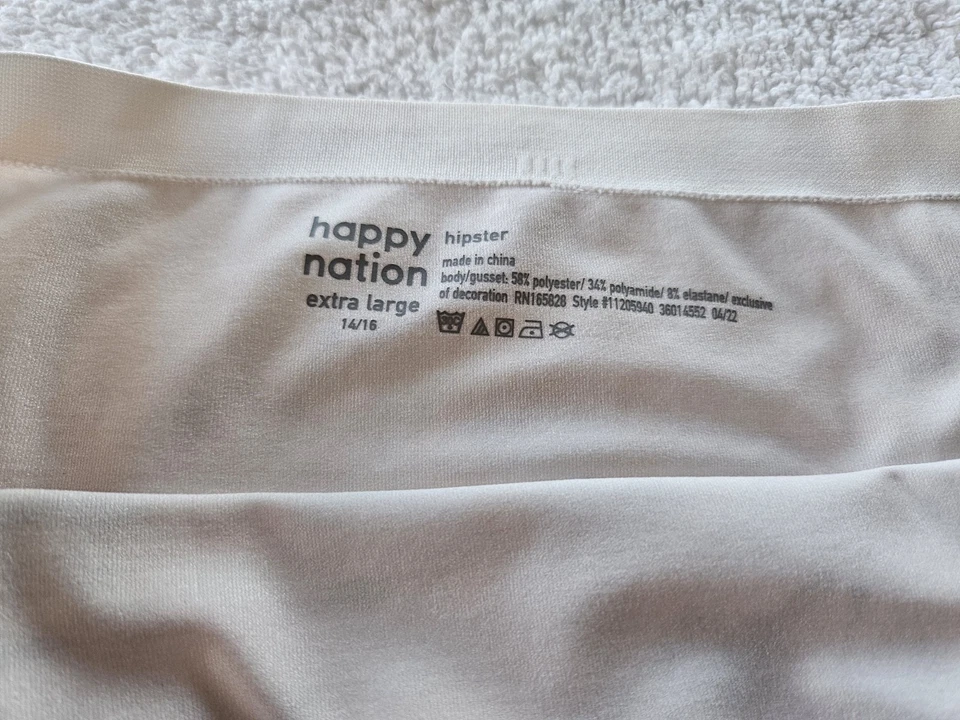 happy
nation
extra large
14/16
hipster
made in china
body/gusset: 58% polyester/ 34% polyamide/ 8% elastane/ exclusive
of decoration RN165828 Style #11205940 36014552 04/22